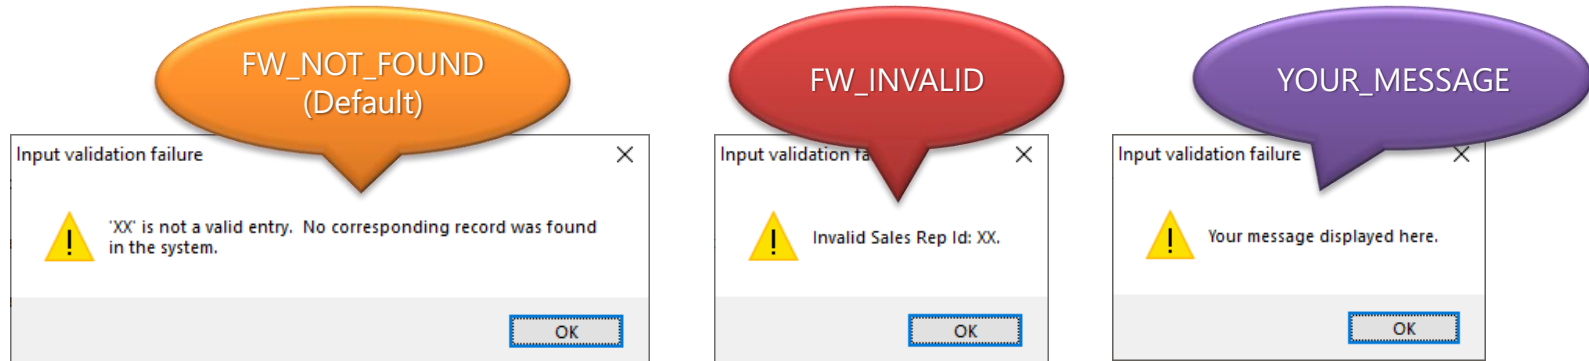 FW_NOT_FOUND
(Default)
FW_INVALID
YOUR_MESSAGE
Input validation failure
'XX' is not a valid entry.  No corresponding record was found
in the system.
OK
Input validation fa
Invalid Sales Rep Id: XX.
OK
Input validation failure
Your message displayed here.
OK